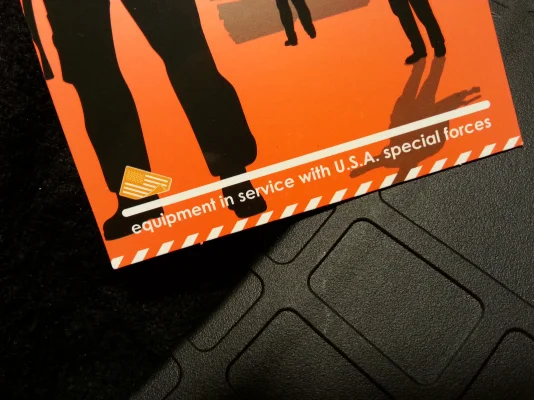 equipment in service with U.S.A. special forces